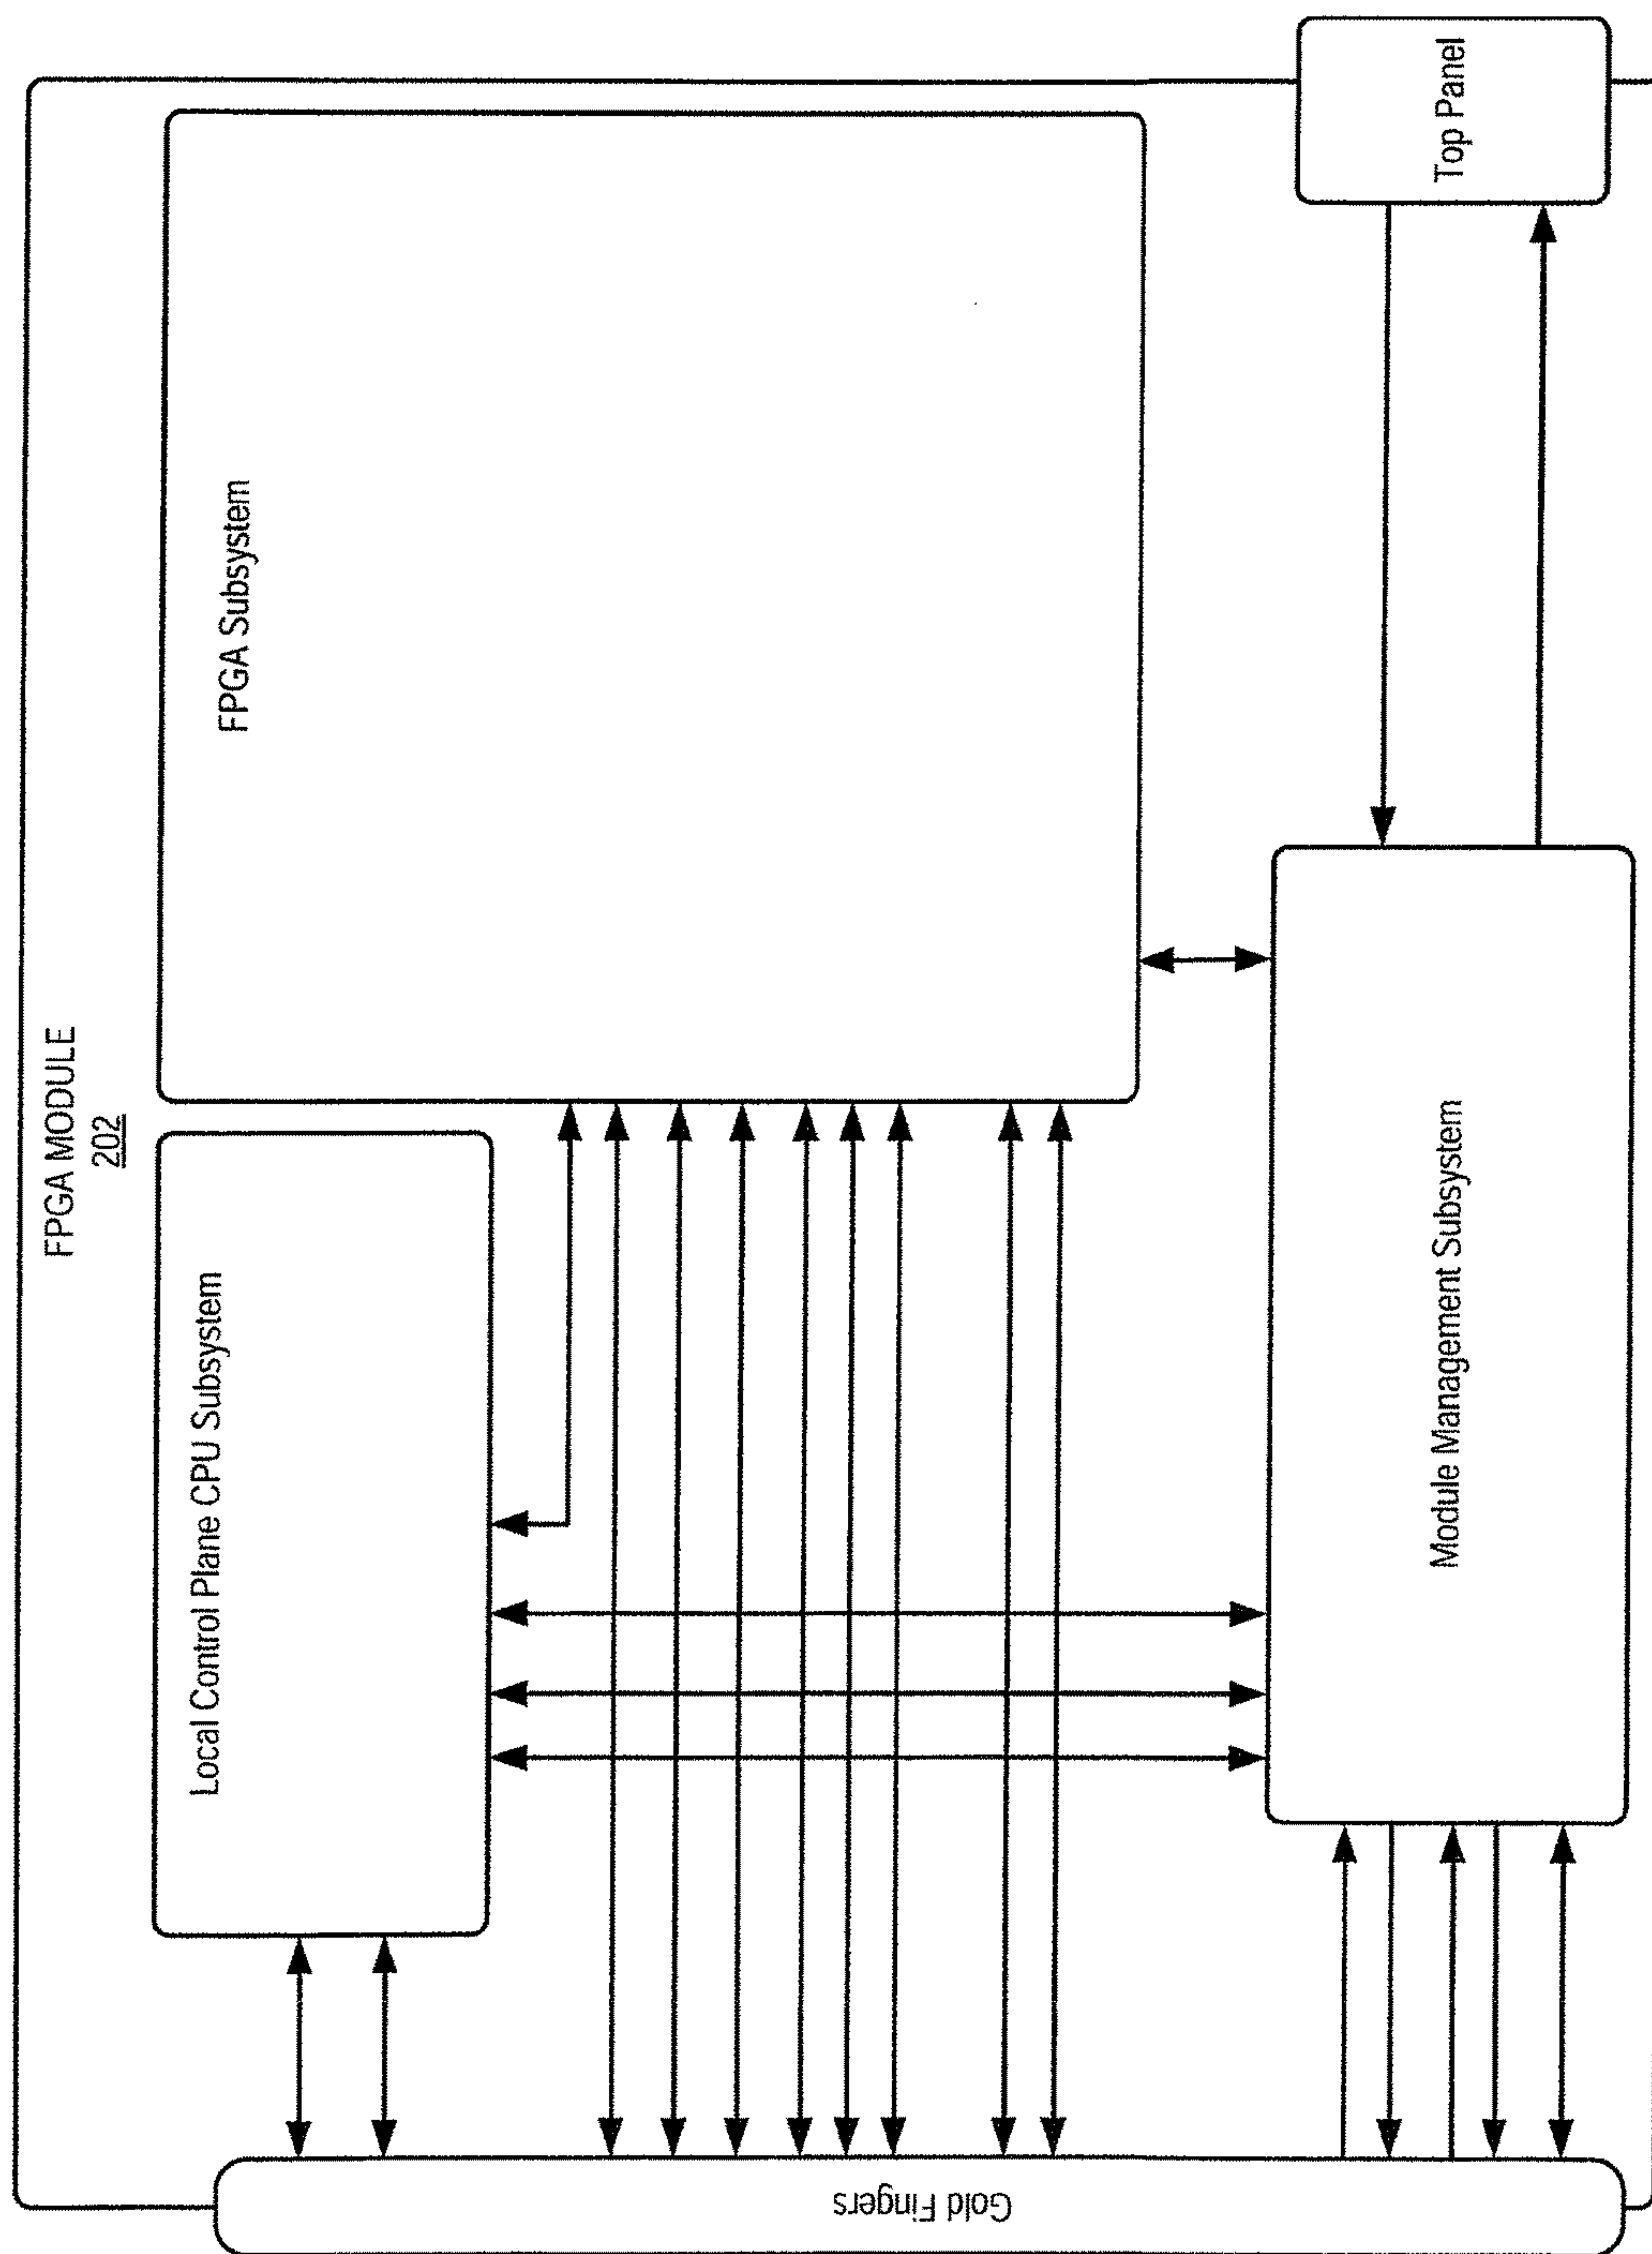 FPGA MODULE
202
Local Control Plane CPU Subsystem
FPGA Subsystem
Module Management Subsystem
Top Panel
Gold Fingers